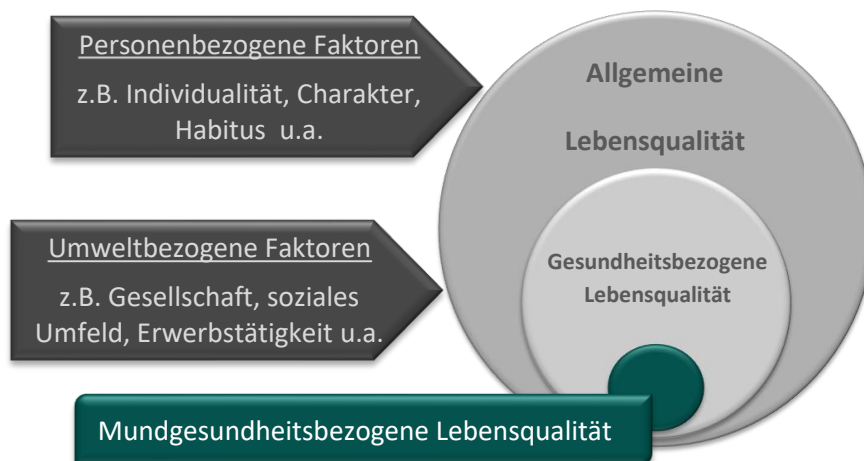 Personenbezogene Faktoren
z.B. Individualität, Charakter,
Habitus u.a.
Allgemeine
Lebensqualität
Umweltbezogene Faktoren
z.B. Gesellschaft, soziales
Umfeld, Erwerbstätigkeit u.a.
Gesundheitsbezogene
Lebensqualität
Mundgesundheitsbezogene Lebensqualität